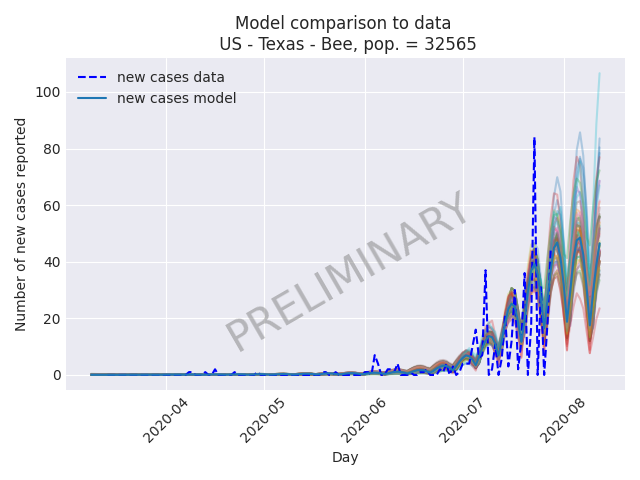 Model comparison to data
US - Texas - Bee, pop. = 32565
new cases data
new cases model
Number of new cases reported
100
80
60
40
20
0
PRELIMINARY
2020-04
2020-05
2020-06
2020-07
2020-08
Day